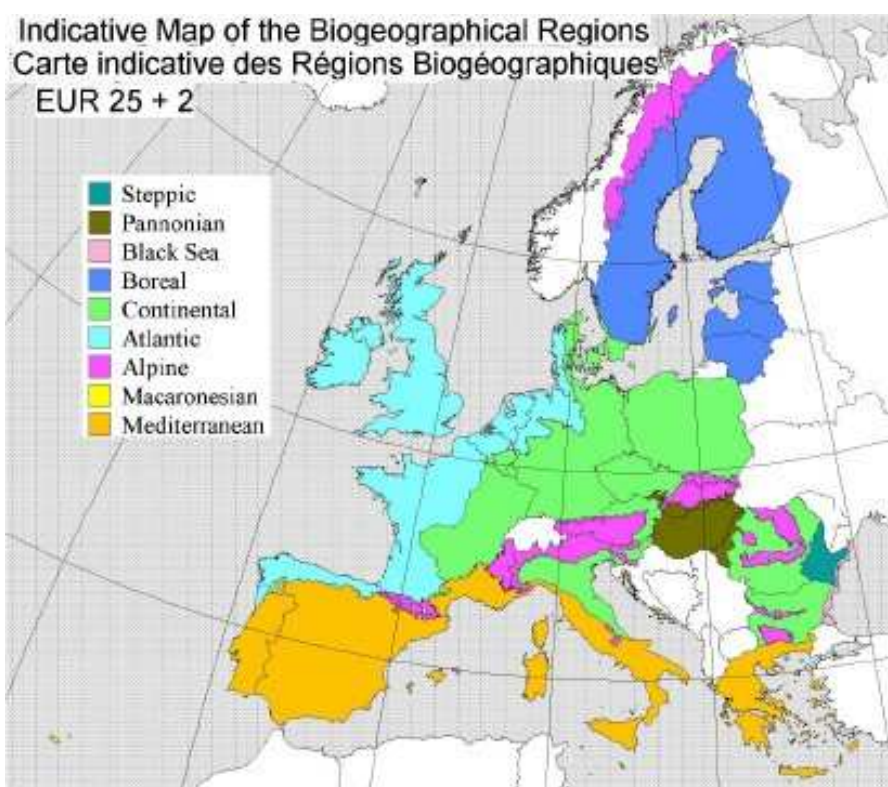 Indicative Map of the Biogeographical Regions
Carte indicative des Régions Biogéographiques
EUR 25 + 2
Steppic
Pannonian
Black Sea
Boreal
Continental
Atlantic
Alpine
Macaronesian
Mediterranean